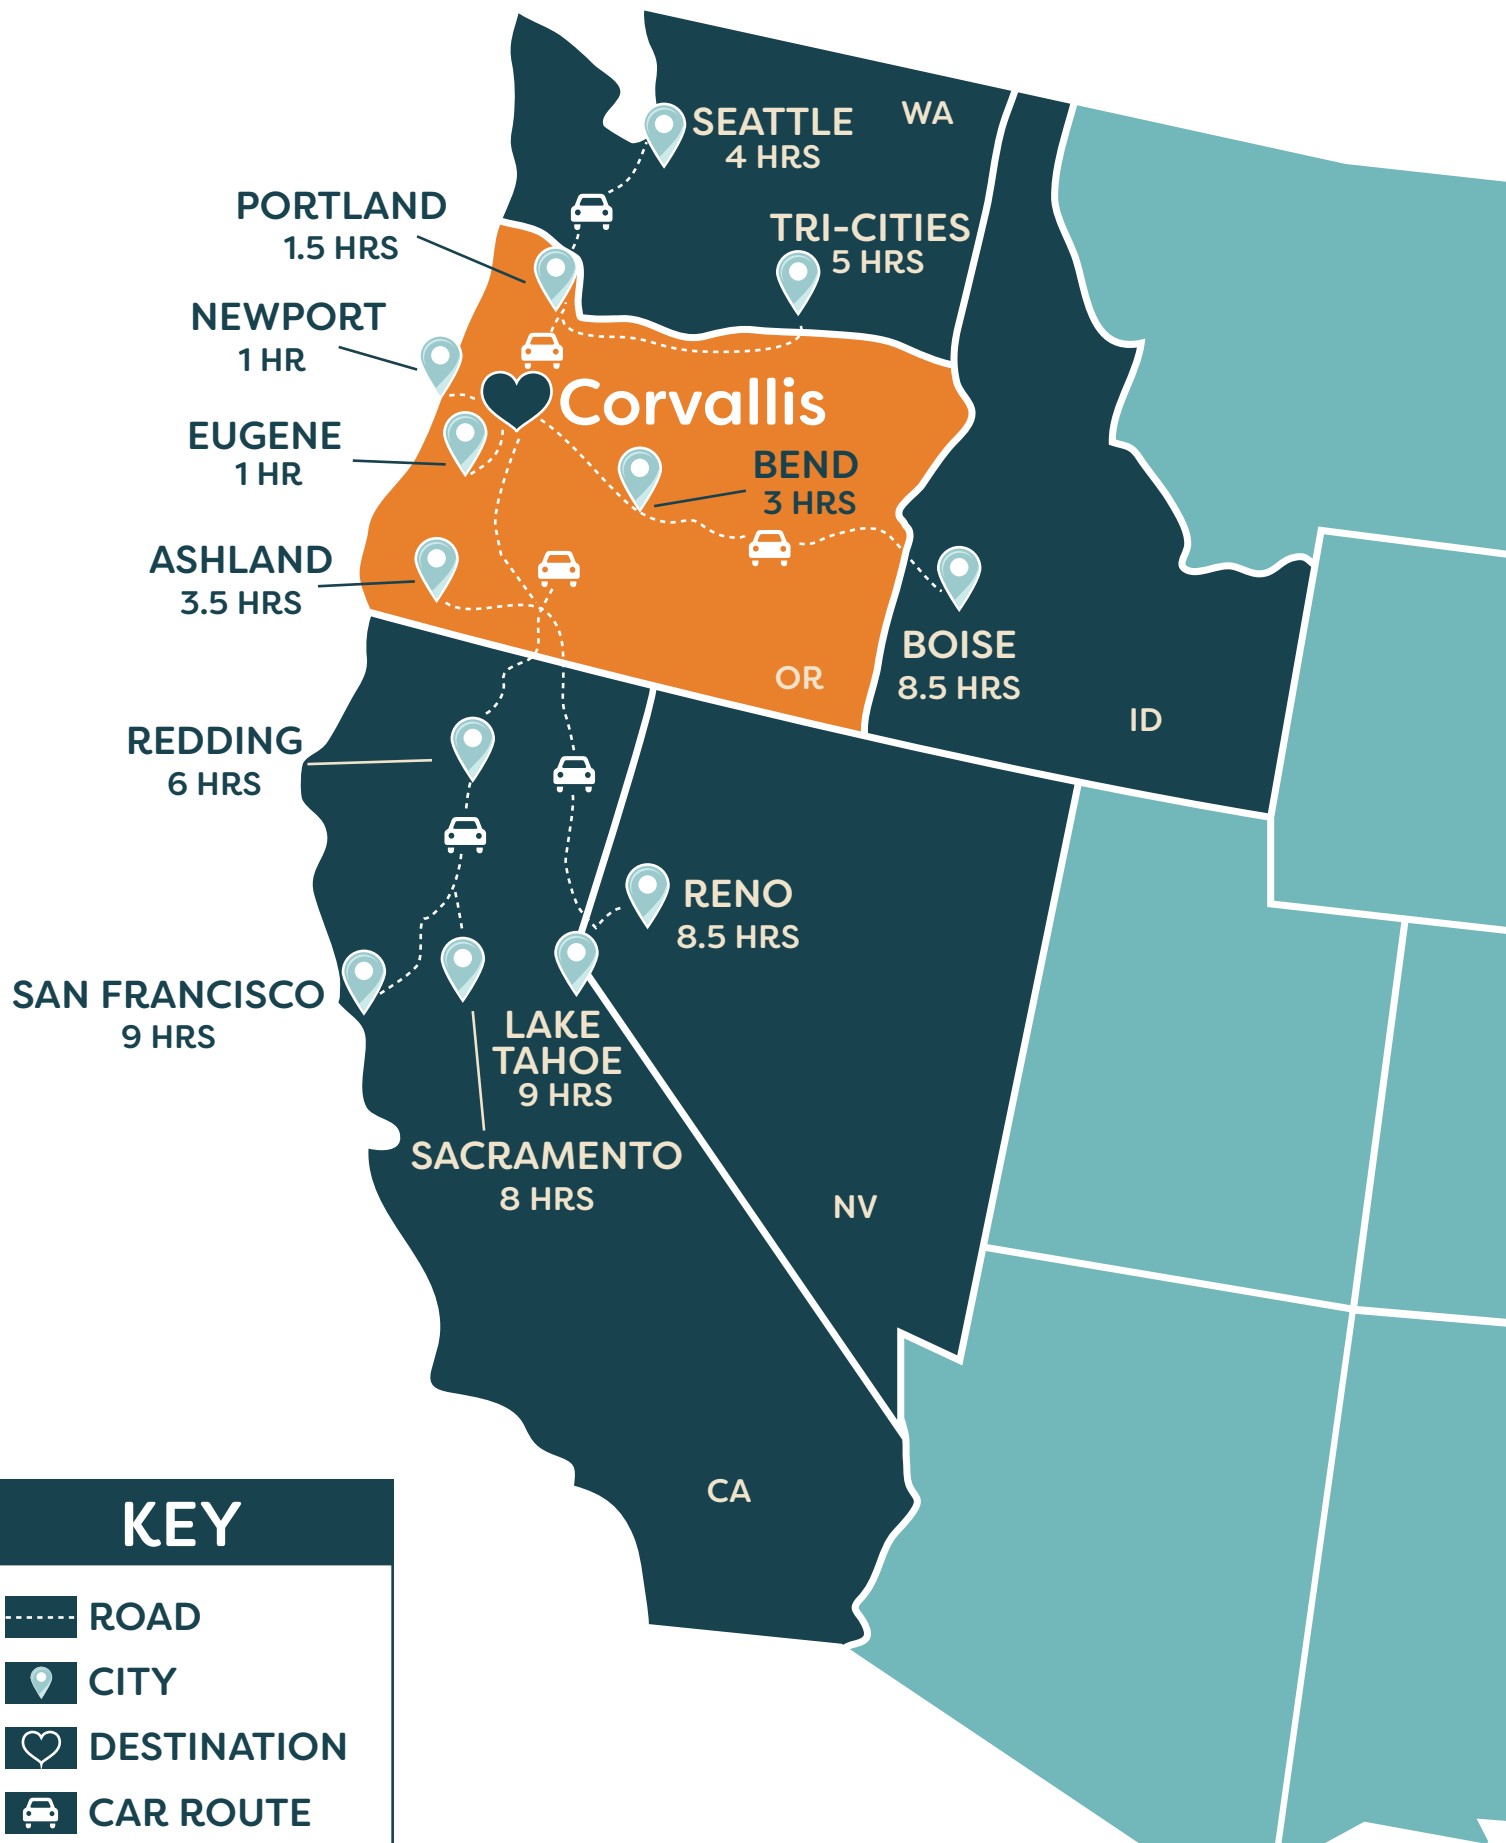 SEATTLE
4 HRS
WA
PORTLAND
1.5 HRS
TRI-CITIES
5 HRS
NEWPORT
1 HR
Corvallis
EUGENE
1 HR
BEND
3 HRS
ASHLAND
3.5 HRS
BOISE
8.5 HRS
OR
ID
REDDING
6 HRS
RENO
8.5 HRS
SAN FRANCISCO
9 HRS
LAKE
TAHOE
9 HRS
SACRAMENTO
8 HRS
NV
CA
KEY
ROAD
CITY
DESTINATION
CAR ROUTE